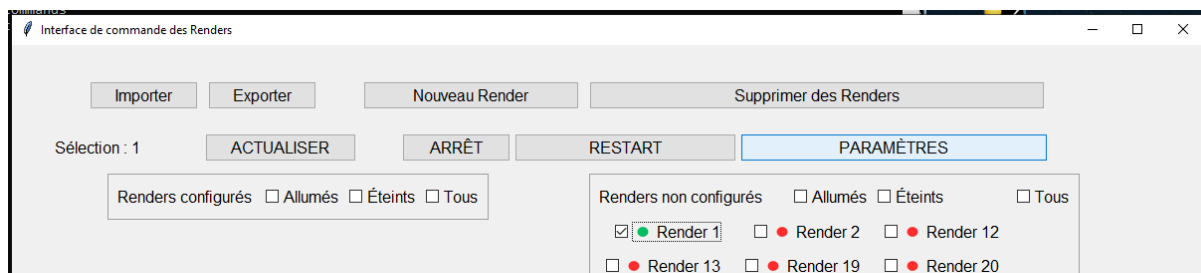 Interface de commande des Renders
Importer Exporter Nouveau Render Supprimer des Renders
Sélection : 1 ACTUALISER ARRÊT RESTART PARAMÈTRES
Renders configurés Allumés Éteints Tous Renders non configurés Allumés Éteints Tous
Render 1 Render 2 Render 12
Render 13 Render 19 Render 20